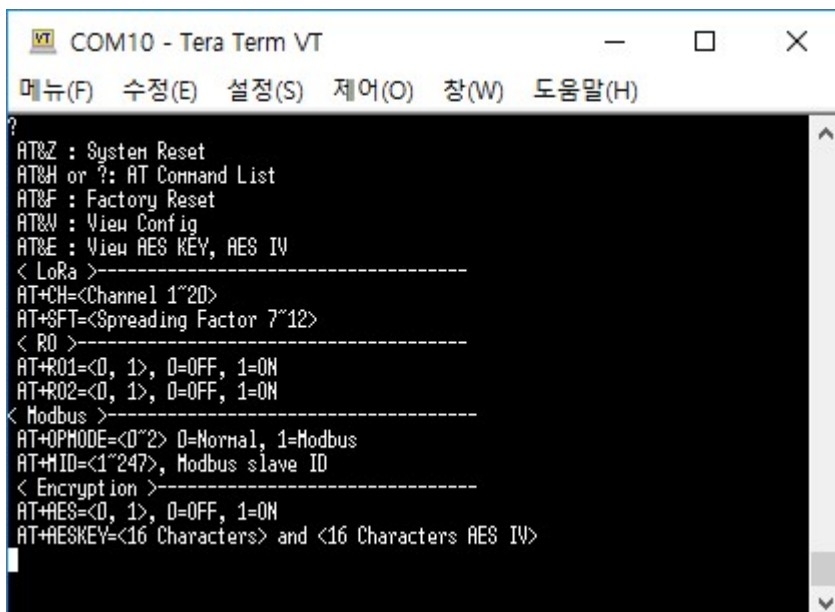 COM10 - Tera Term VT
메뉴(F) 수정(E) 설정(S) 제어(O) 창(W) 도움말(H)
?
AT&Z : System Reset
AT&H or ?: AT Command List
AT&F : Factory Reset
AT&V : View Config
AT&E : View AES KEY, AES IV
< LoRa >-------------------------------------
AT+CH=<Channel 1~20>
AT+SFT=<Spreading Factor 7~12>
< RO >---------------------------------------
AT+RO1=<0, 1>, 0=OFF, 1=ON
AT+RO2=<0, 1>, 0=OFF, 1=ON
< Modbus >-------------------------------------
AT+OPMODE=<0~2> 0=Normal, 1=Modbus
AT+MID=<1~247>, Modbus slave ID
< Encryption >--------------------------------
AT+AES=<0, 1>, 0=OFF, 1=ON
AT+AESKEY=<16 Characters> and <16 Characters AES IV>